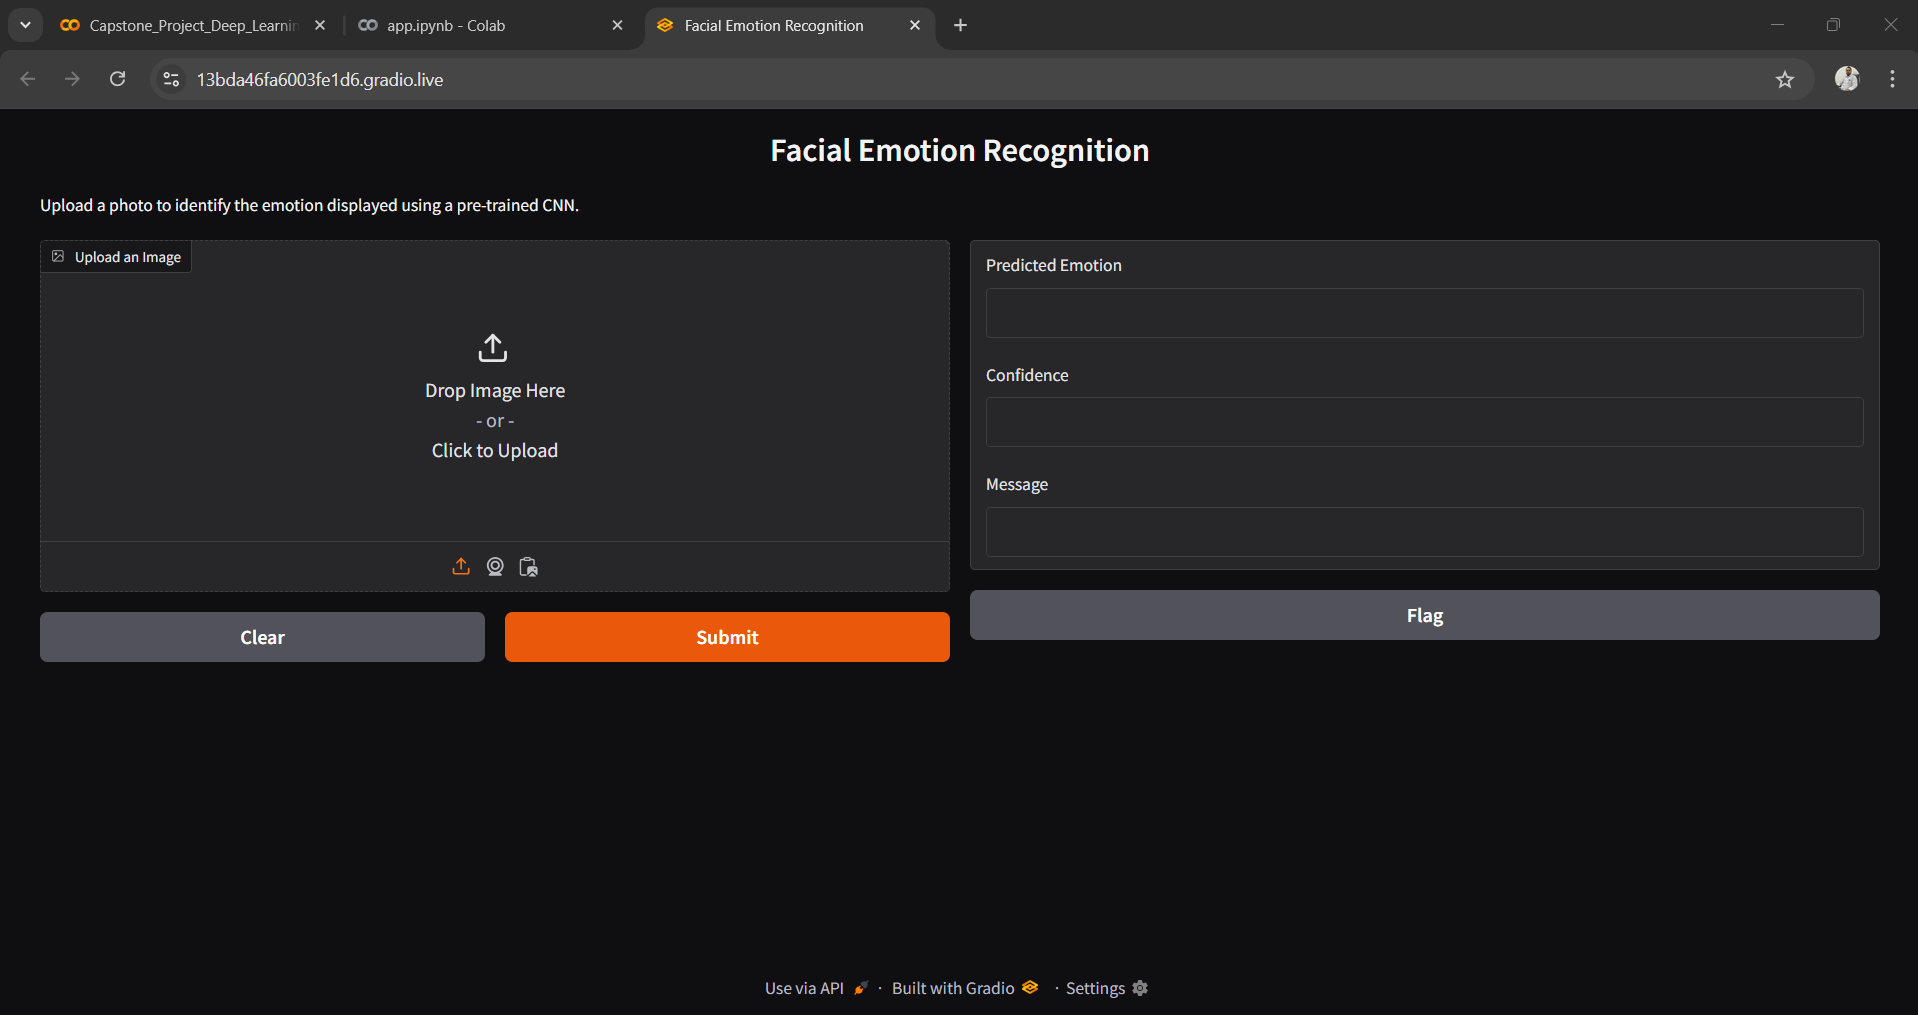 Capstone_Project_Deep_Learnin
app.ipynb - Colab
Facial Emotion Recognition
13bda46fa6003fe1d6.gradio.live
Facial Emotion Recognition
Upload a photo to identify the emotion displayed using a pre-trained CNN.
Upload an Image
Drop Image Here
- or -
Click to Upload
Clear
Submit
Predicted Emotion
Confidence
Message
Flag
Use via API · Built with Gradio · Settings